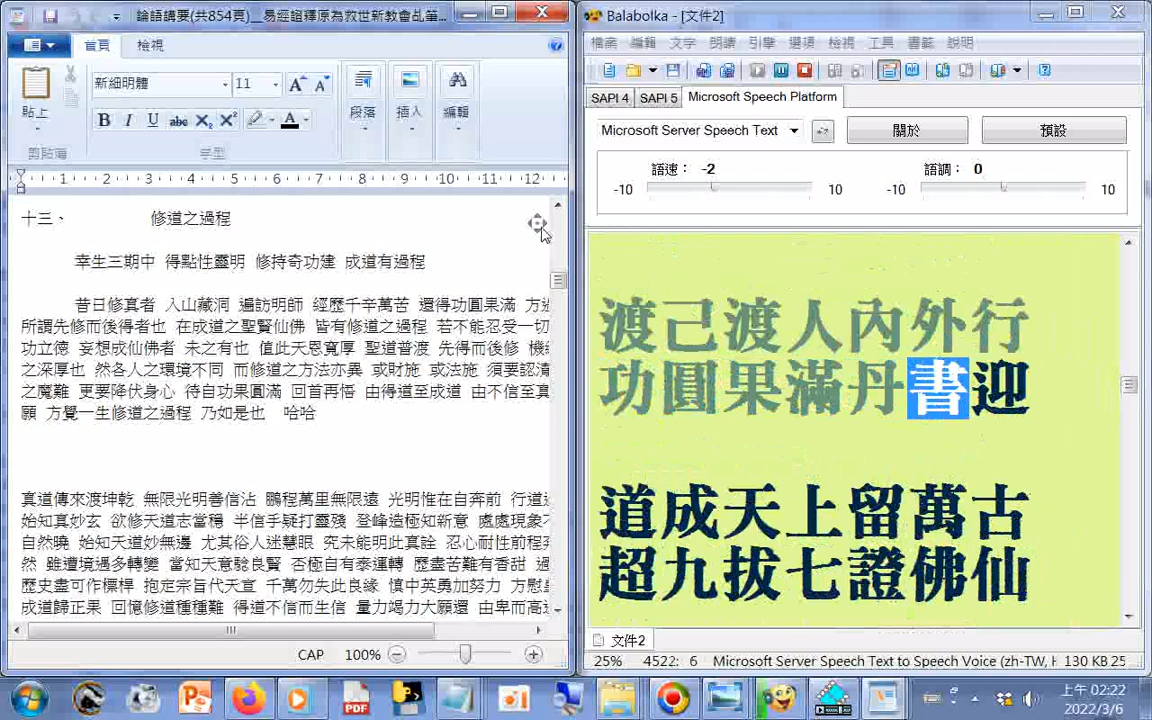 論語講要(共854頁)__易經證釋原為救世新教會乩筆...
首頁 檢視
貼上
剪貼簿
新細明體 11
字型
段落
插入
編輯
1 2 3 4 5 6 7 8 9 10 11 12
十三、 修道之過程
幸生三期中 得點性靈明 修持奇功建 成道有過程
昔日修真者 入山藏洞 遍訪明師 經歷千辛萬苦 還得功圓果滿 方
所謂先修而後得者也 在成道之聖賢仙佛 皆有修道之過程 若不能忍受一切
功立德 妄想成仙佛者 未之有也 值此天恩寬厚 聖道普渡 先得而後修 機
之深厚也 然各人之環境不同 而修道之方法亦異 或財施 或法施 須要認清
之魔難 更要降伏身心 待自功果圓滿 回首再悟 由得道至成道 由不信至真
願 方覺一生修道之過程 乃如是也 哈哈
真道傳來渡坤乾 無限光明善信沾 鵬程萬里無限遠 光明惟在自奔前 行道
始知真妙玄 欲修天道志當穩 半信半疑打靈殘 登峰造極知新意 處處現象
自然曉 始知天道妙無邊 尤其俗人迷慧眼 究未能明此真詮 忍心耐性前程
然 雖遭境遇多轉變 當知天意驗良賢 否極自有泰運轉 歷盡苦難有香甜 過
歷史盡可作標桿 抱定宗旨代天宣 千萬勿失此良緣 慎中英勇加努力 方慰
成道歸正果 回憶修道種種難 得道不信而生信 量力竭力大願還 由卑而高
CAP 100%
Balabolka - [文件2]
檔案 編輯 文字 朗讀 引擎 選項 檢視 工具 書籤 說明
SAPI 4 SAPI 5 Microsoft Speech Platform
Microsoft Server Speech Text 關於 預設
語速： -2 語調： 0
-10 10 -10 10
渡己渡人內外行
功圓果滿丹書迎
道成天上留萬古
超九拔七證佛仙
文件2
25% 4522: 6 Microsoft Server Speech Text to Speech Voice (zh-TW, H 130 KB 25
上午 02:22
2022/3/6